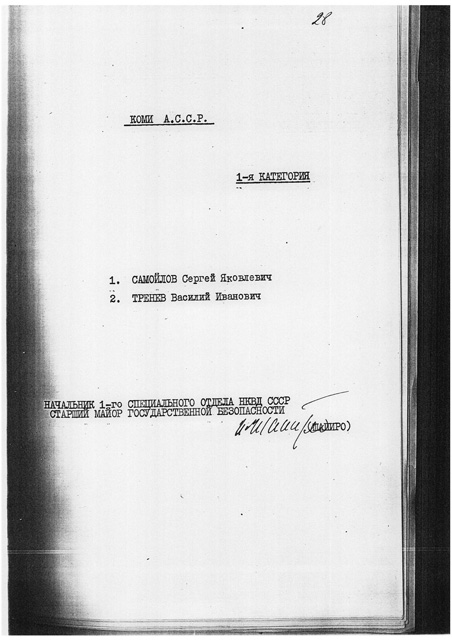 28
КОМИ А.С.С.Р.
1-я КАТЕГОРИЯ
1. САМОЙЛОВ Сергей Яковлевич
2. ТРЕНЕВ Василий Иванович
НАЧАЛЬНИК 1-го СПЕЦИАЛЬНОГО ОТДЕЛА НКВД СССР
СТАРШИЙ МАЙОР ГОСУДАРСТВЕННОЙ БЕЗОПАСНОСТИ
(ШАПИРО)